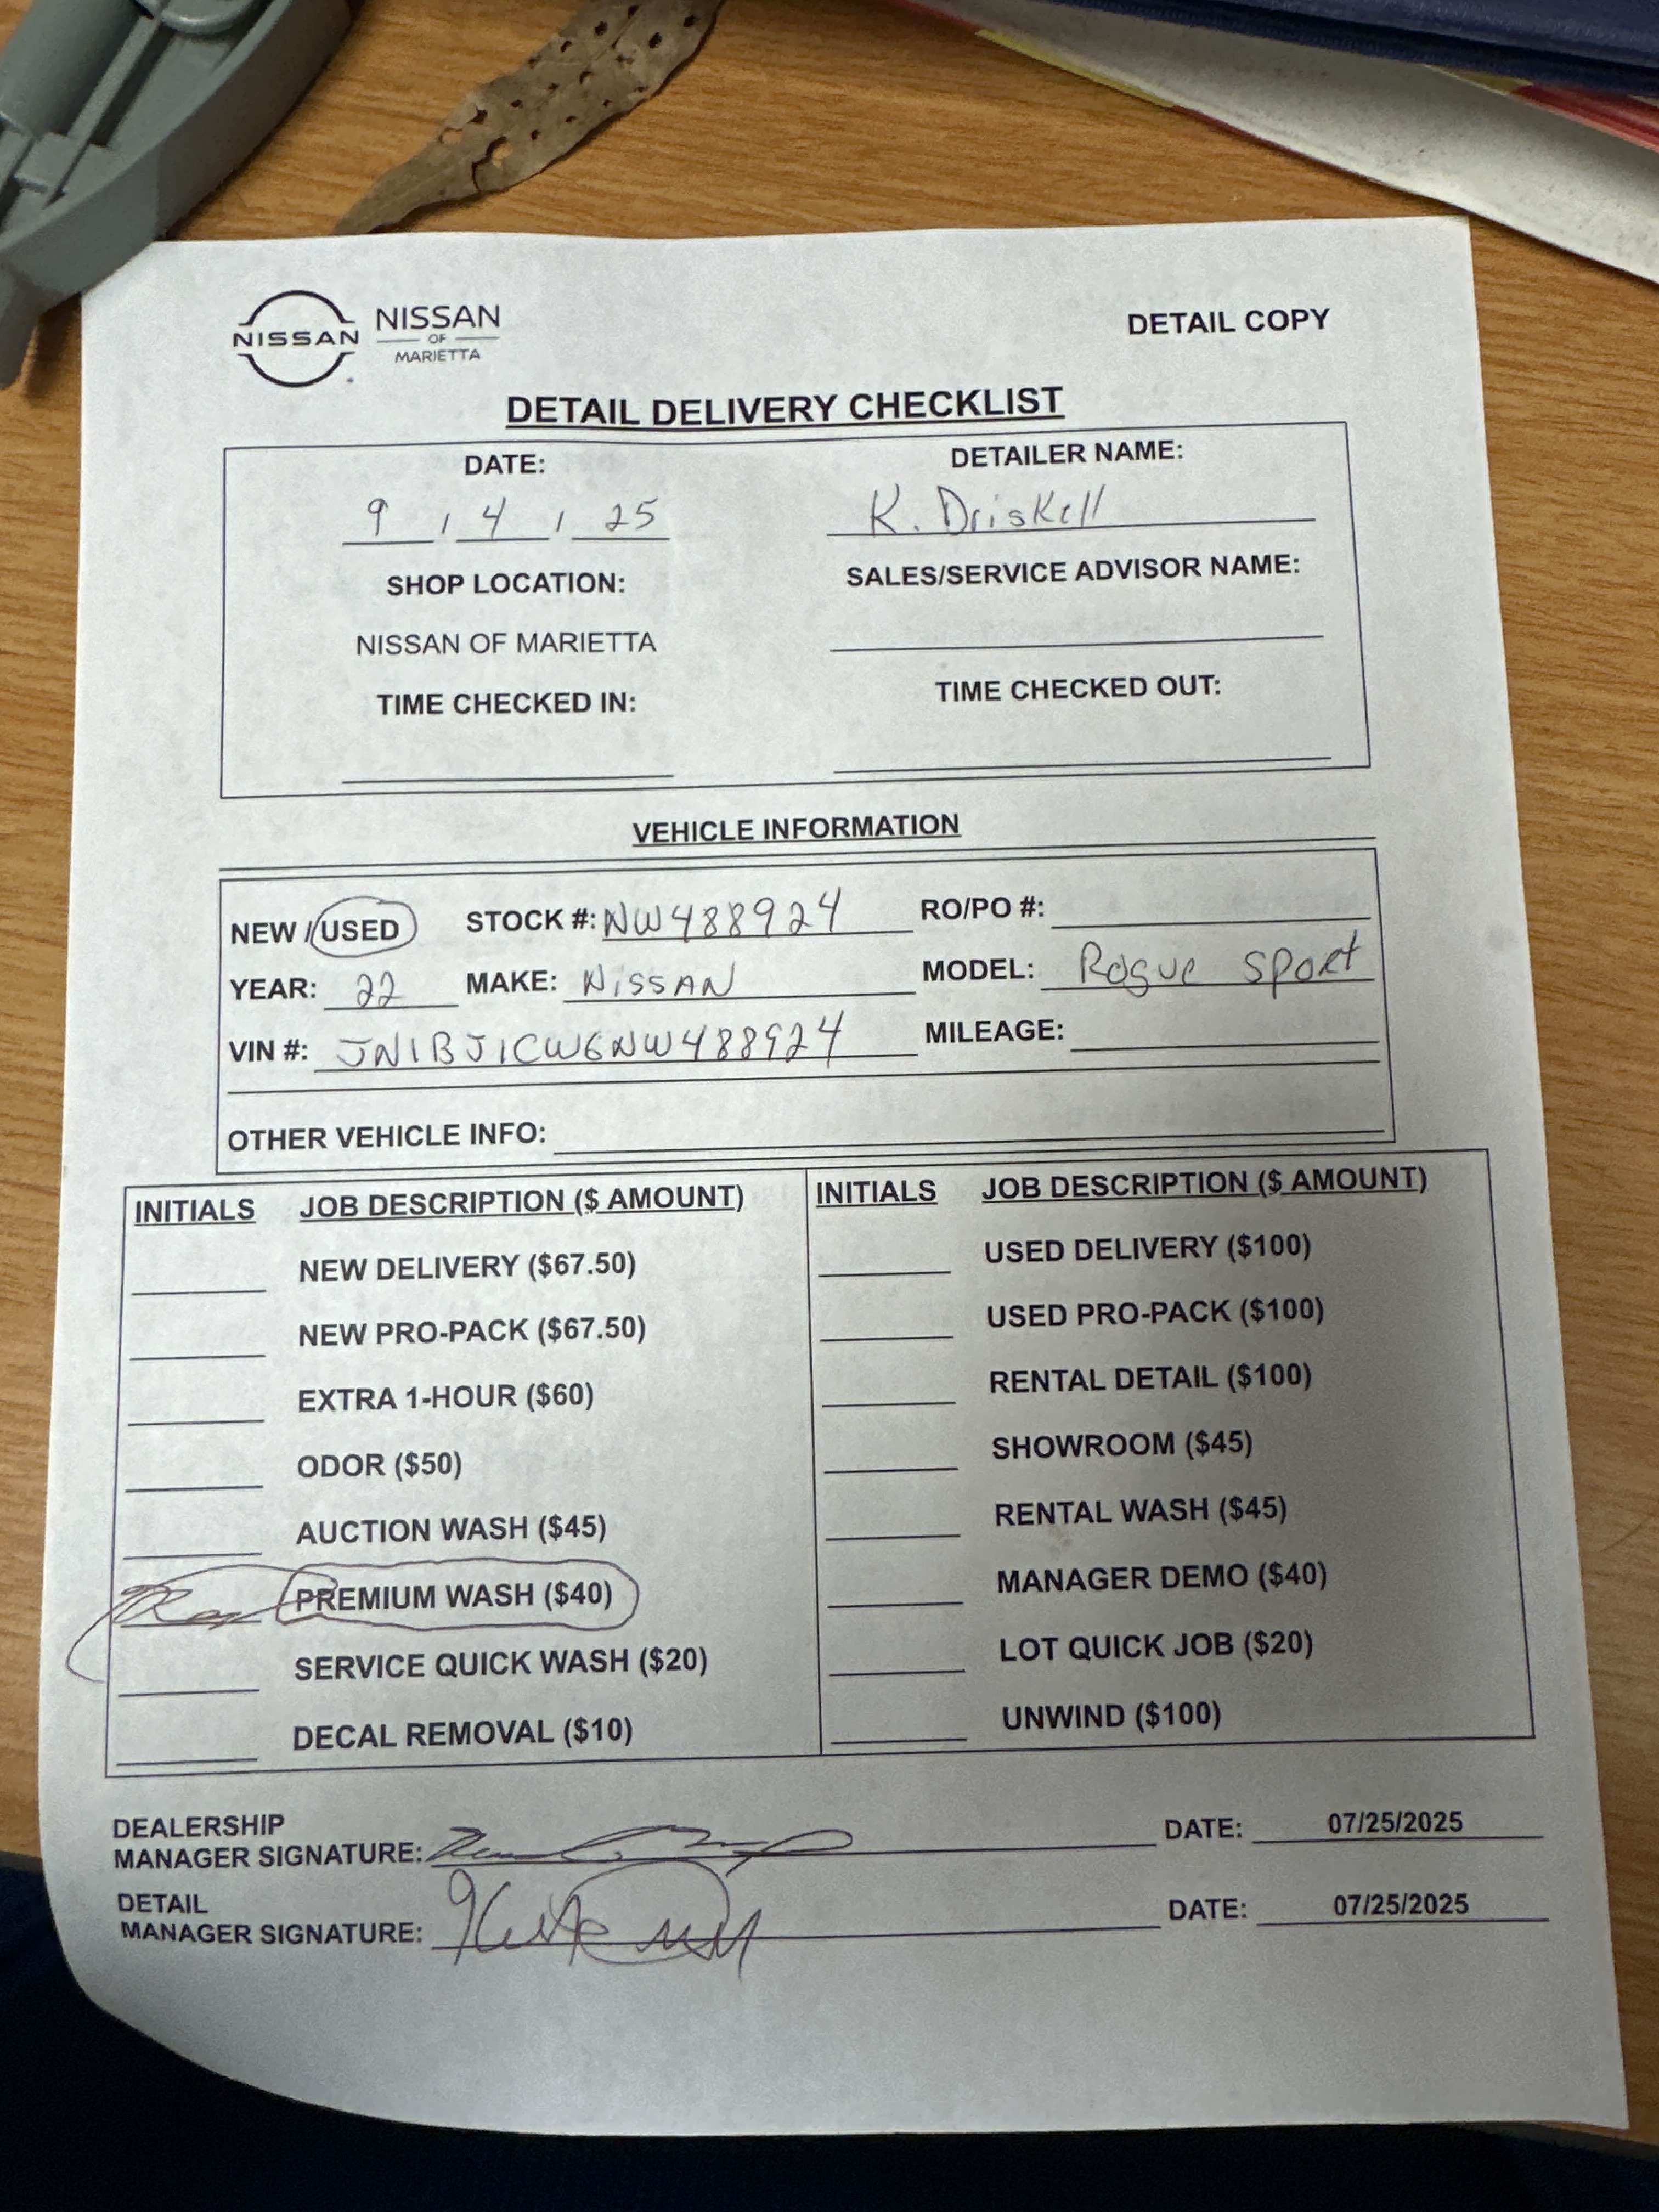 NISSAN
NISSAN
OF
MARIETTA
DETAIL COPY
DETAIL DELIVERY CHECKLIST
DATE: DETAILER NAME:
9 / 4 / 25 K. Driskell
SHOP LOCATION: SALES/SERVICE ADVISOR NAME:
NISSAN OF MARIETTA
TIME CHECKED IN: TIME CHECKED OUT:
VEHICLE INFORMATION
NEW / USED STOCK #: NW488924 RO/PO #:
YEAR: 22 MAKE: NISSAN MODEL: Rogue Sport
VIN #: JN1BJ1CW6NW488924 MILEAGE:
OTHER VEHICLE INFO:
INITIALS JOB DESCRIPTION ($ AMOUNT) INITIALS JOB DESCRIPTION ($ AMOUNT)
NEW DELIVERY ($67.50) USED DELIVERY ($100)
NEW PRO-PACK ($67.50) USED PRO-PACK ($100)
EXTRA 1-HOUR ($60) RENTAL DETAIL ($100)
ODOR ($50) SHOWROOM ($45)
AUCTION WASH ($45) RENTAL WASH ($45)
PREMIUM WASH ($40) MANAGER DEMO ($40)
SERVICE QUICK WASH ($20) LOT QUICK JOB ($20)
DECAL REMOVAL ($10) UNWIND ($100)
DEALERSHIP
MANAGER SIGNATURE: DATE: 07/25/2025
DETAIL
MANAGER SIGNATURE: DATE: 07/25/2025